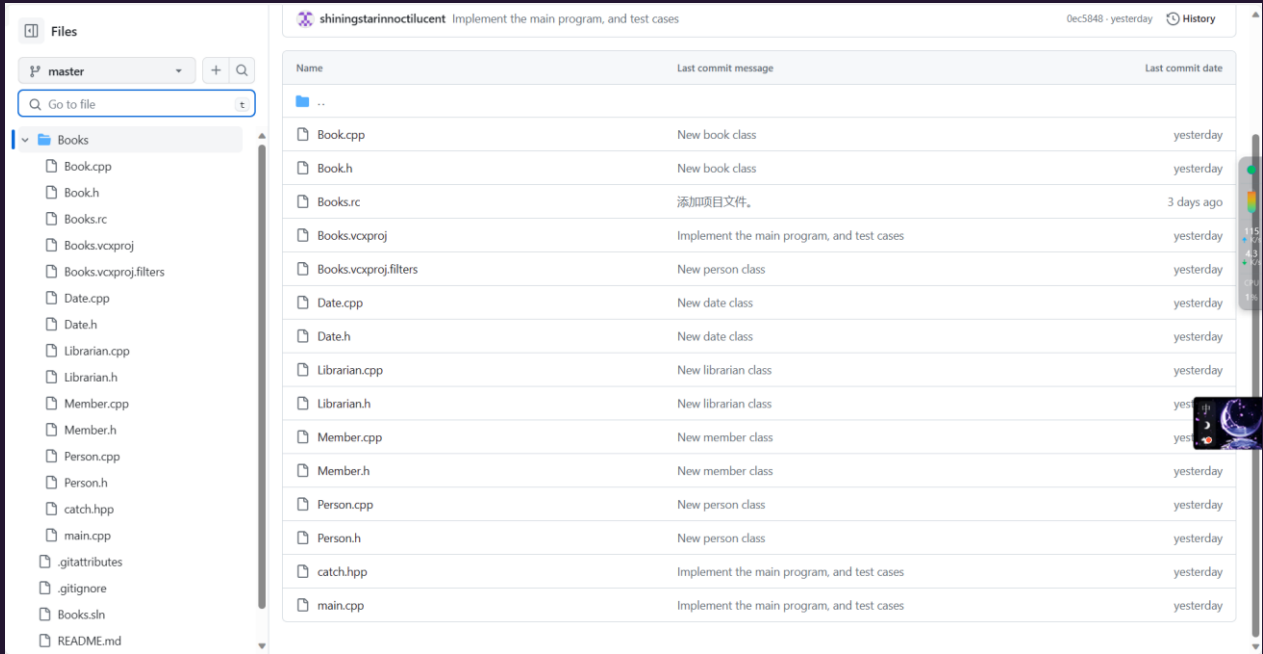 Files
shiningstarinnoctilucent Implement the main program, and test cases 0ec5848 · yesterday History
master
Go to file t
Books
Book.cpp
Book.h
Books.rc
Books.vcxproj
Books.vcxproj.filters
Date.cpp
Date.h
Librarian.cpp
Librarian.h
Member.cpp
Member.h
Person.cpp
Person.h
catch.hpp
main.cpp
.gitattributes
.gitignore
Books.sln
README.md
Name Last commit message Last commit date
..
Book.cpp New book class yesterday
Book.h New book class yesterday
Books.rc 添加项目文件。 3 days ago
Books.vcxproj Implement the main program, and test cases yesterday
Books.vcxproj.filters New person class yesterday
Date.cpp New date class yesterday
Date.h New date class yesterday
Librarian.cpp New librarian class yesterday
Librarian.h New librarian class yes
Member.cpp New member class yest
Member.h New member class yesterday
Person.cpp New person class yesterday
Person.h New person class yesterday
catch.hpp Implement the main program, and test cases yesterday
main.cpp Implement the main program, and test cases yesterday
115
4.3
CPU
1%
中